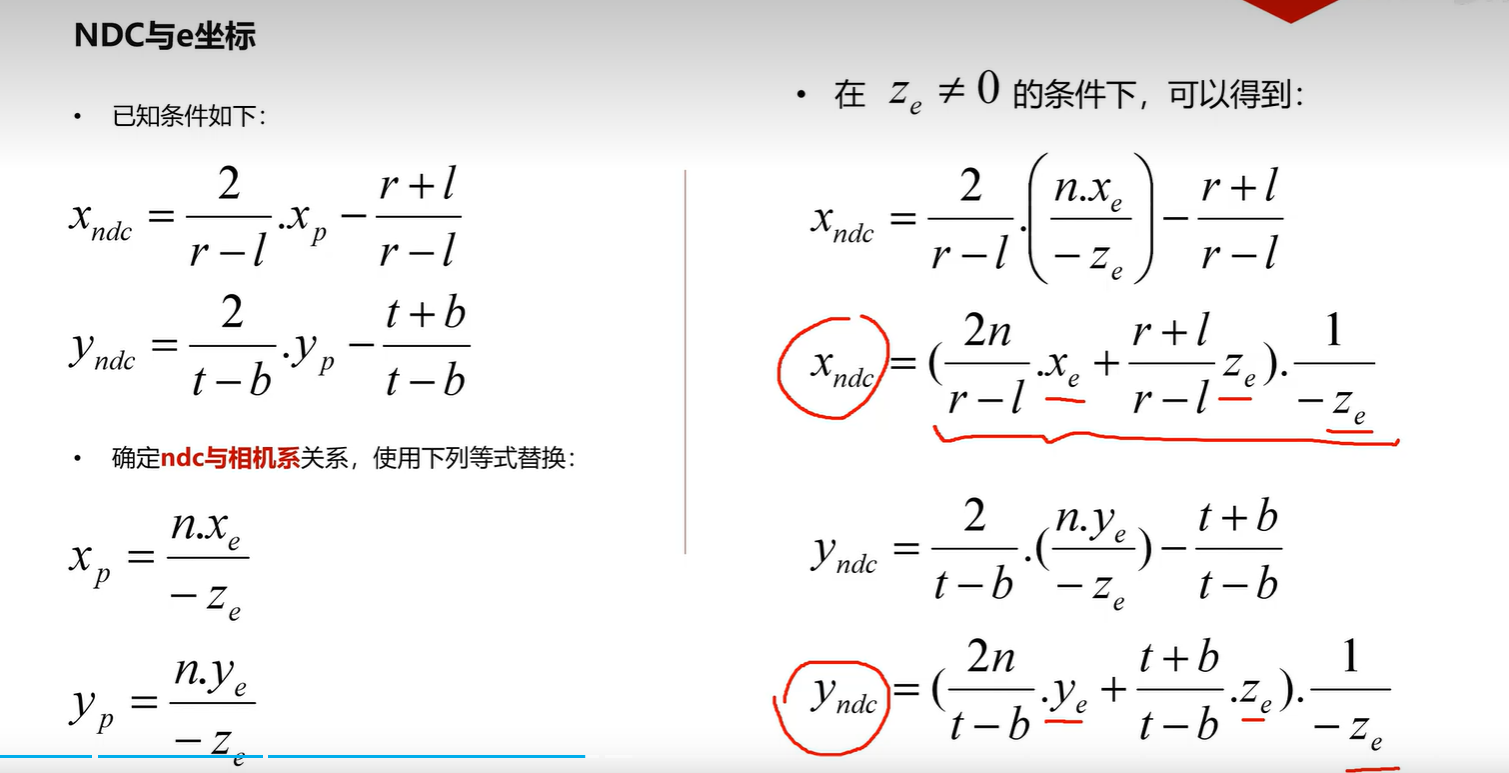 NDC与e坐标
• 已知条件如下：
x_{ndc} = \frac{2}{r-l}.x_p - \frac{r+l}{r-l}
y_{ndc} = \frac{2}{t-b}.y_p - \frac{t+b}{t-b}
• 确定ndc与相机系关系，使用下列等式替换：
x_p = \frac{n.x_e}{-z_e}
y_p = \frac{n.y_e}{-z_e}
• 在 z_e ≠ 0 的条件下，可以得到：
x_{ndc} = \frac{2}{r-l}.\left(\frac{n.x_e}{-z_e}\right) - \frac{r+l}{r-l}
x_{ndc} = (\frac{2n}{r-l}.x_e + \frac{r+l}{r-l}z_e).\frac{1}{-z_e}
y_{ndc} = \frac{2}{t-b}.(\frac{n.y_e}{-z_e}) - \frac{t+b}{t-b}
y_{ndc} = (\frac{2n}{t-b}.y_e + \frac{t+b}{t-b}.z_e).\frac{1}{-z_e}